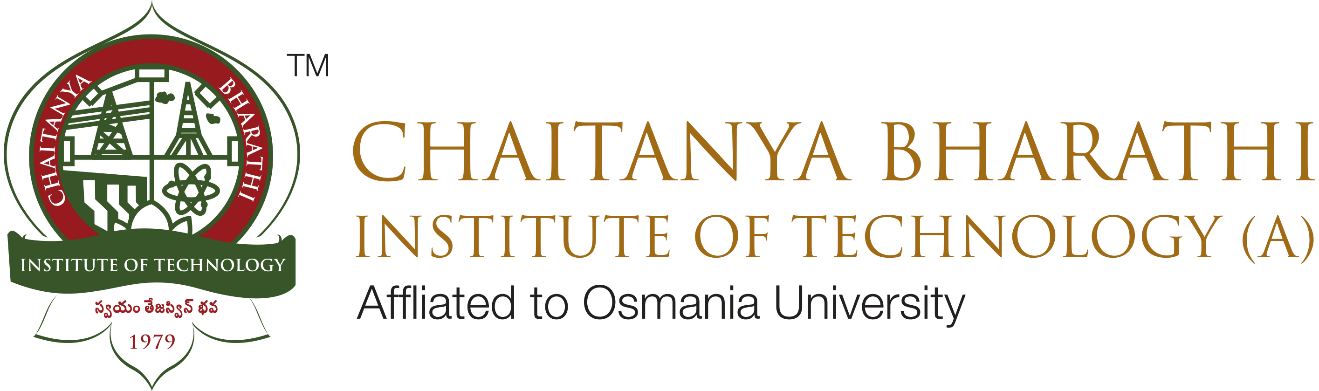 CHAITANYA BHARATHI
INSTITUTE OF TECHNOLOGY
స్వయం తేజస్విన్ భవ
1979
TM
CHAITANYA BHARATHI
INSTITUTE OF TECHNOLOGY (A)
Affliated to Osmania University